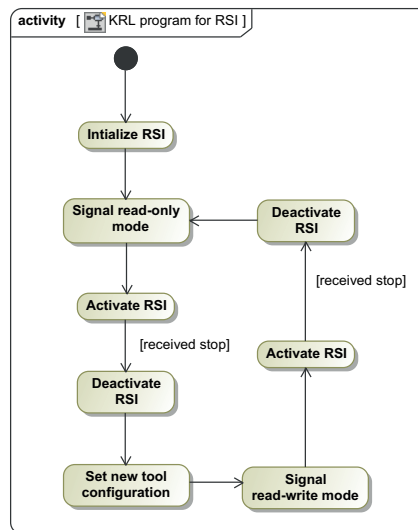 activity [ KRL program for RSI ]
Intialize RSI
Signal read-only
mode
Deactivate
RSI
Activate RSI
[received stop]
[received stop]
Activate RSI
Deactivate
RSI
Set new tool
configuration
Signal
read-write mode